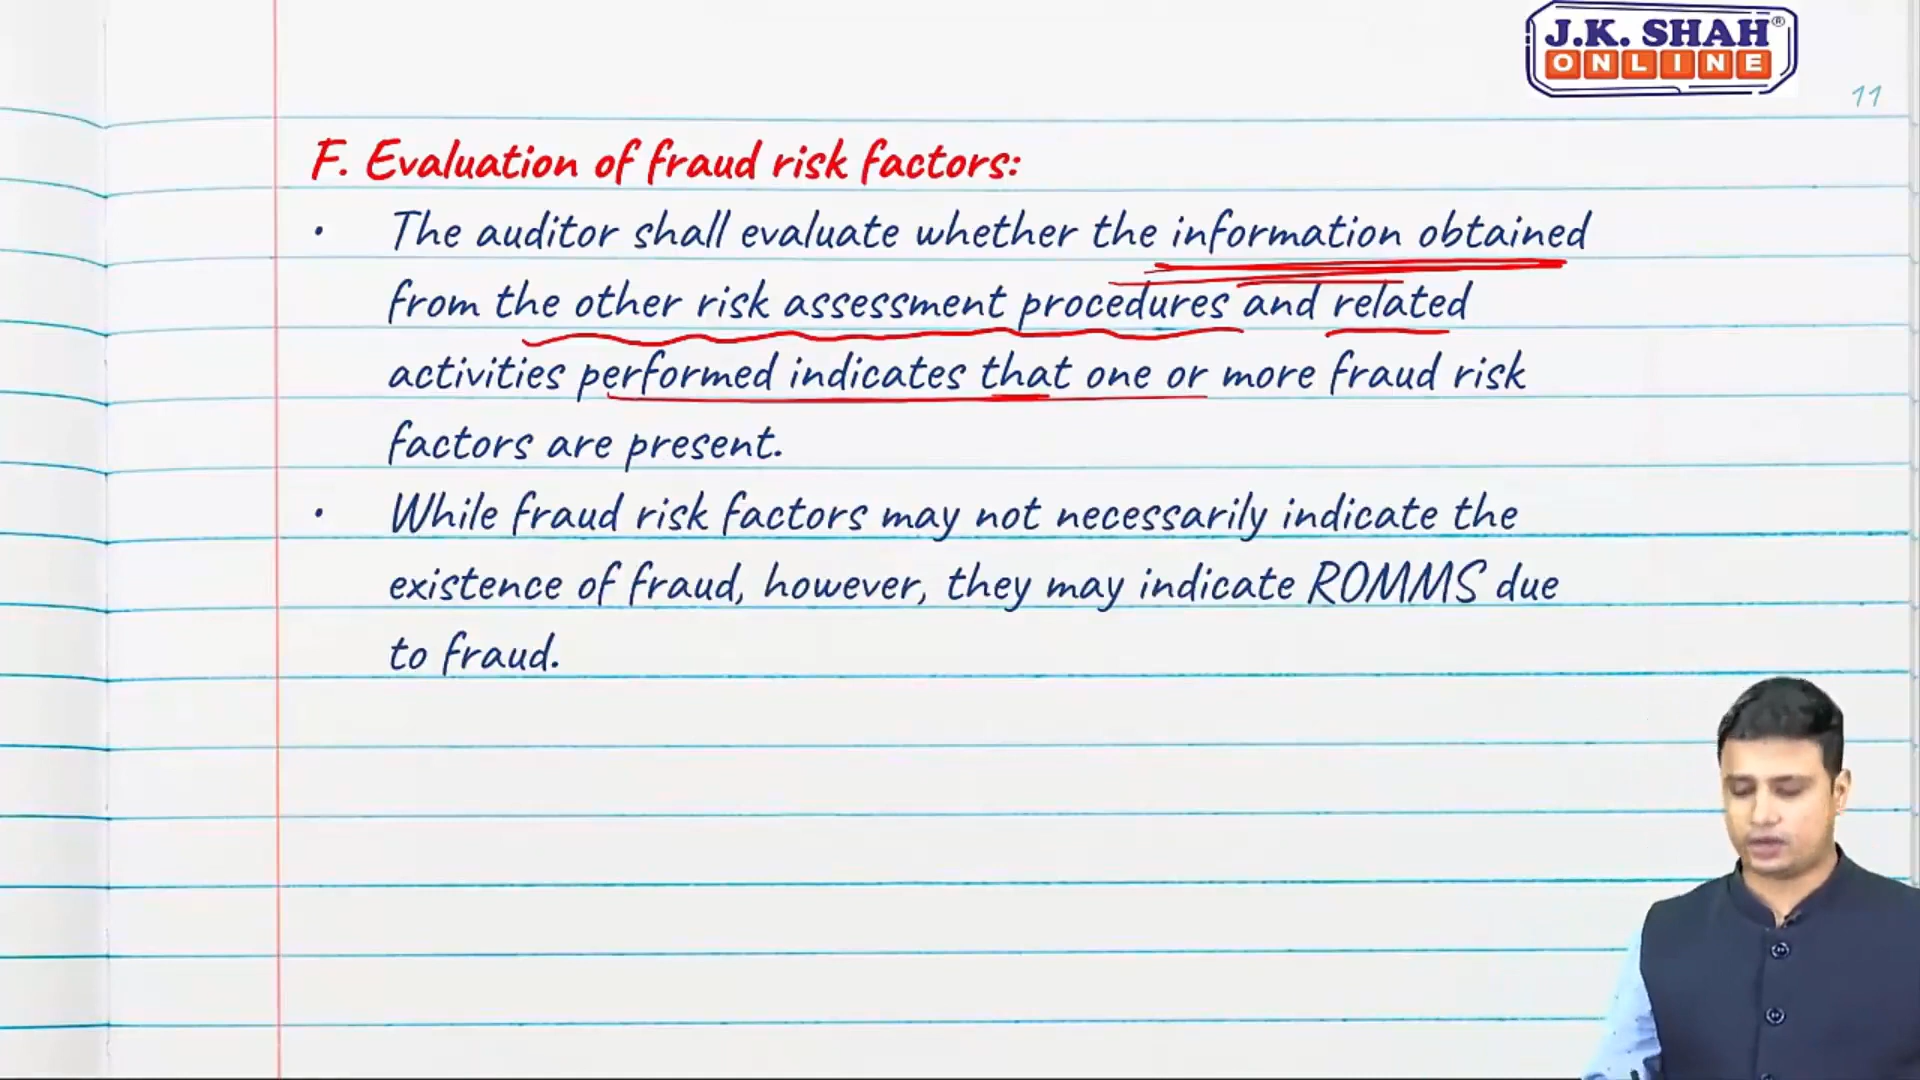 J.K. SHAH®
ONLINE
11
F. Evaluation of fraud risk factors:
• The auditor shall evaluate whether the information obtained
from the other risk assessment procedures and related
activities performed indicates that one or more fraud risk
factors are present.
• While fraud risk factors may not necessarily indicate the
existence of fraud, however, they may indicate ROMMS due
to fraud.